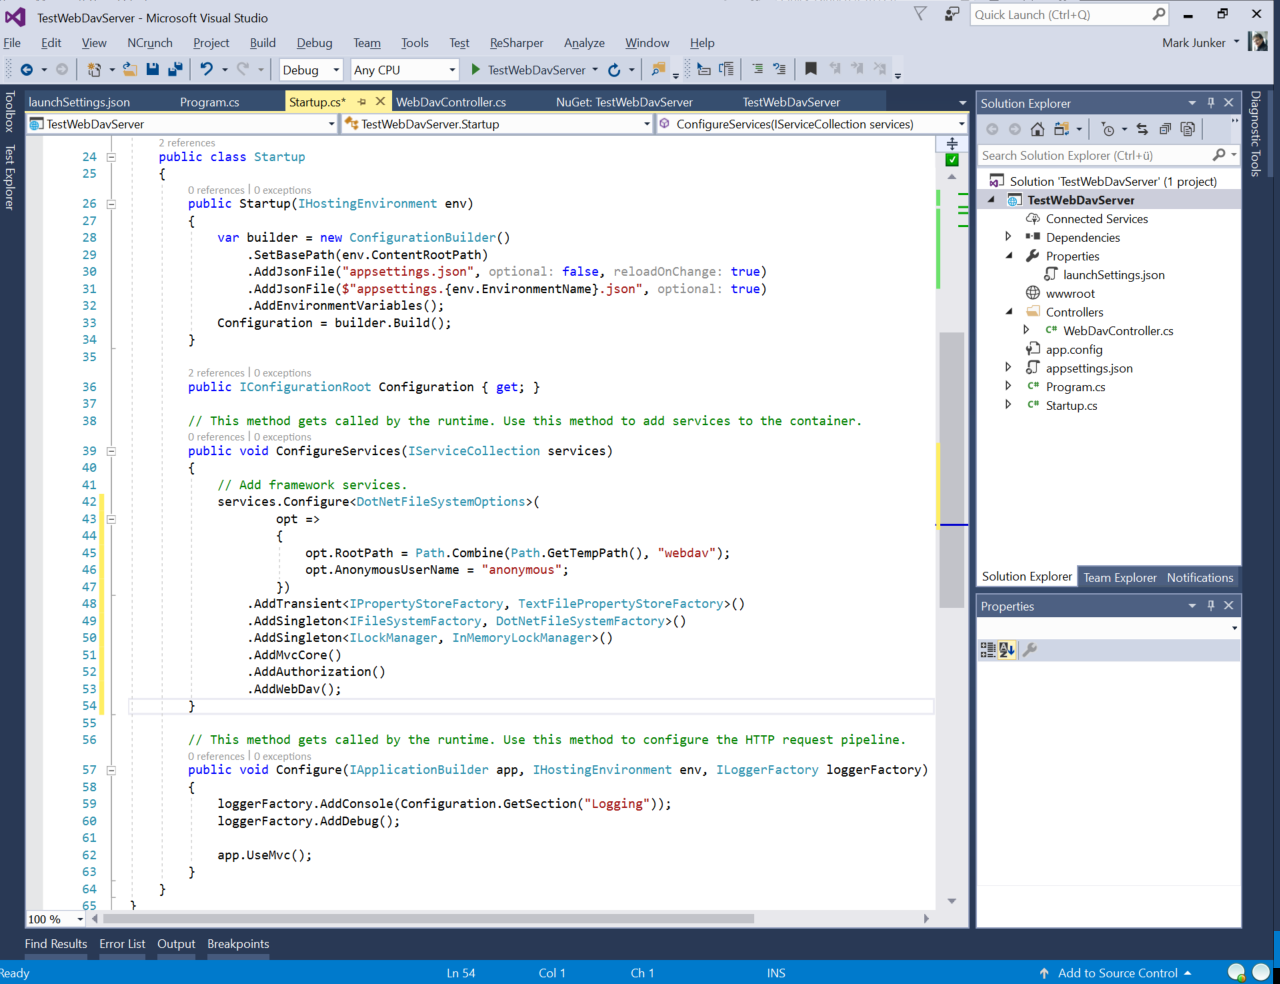 TestWebDavServer - Microsoft Visual Studio
Quick Launch (Ctrl+Q)
File Edit View NCrunch Project Build Debug Team Tools Test ReSharper Analyze Window Help
Mark Junker
Debug Any CPU TestWebDavServer
Toolbox
Test Explorer
launchSettings.json Program.cs Startup.cs* WebDavController.cs NuGet: TestWebDavServer TestWebDavServer
TestWebDavServer TestWebDavServer.Startup ConfigureServices(IServiceCollection services)
2 references
24 public class Startup
25 {
0 references | 0 exceptions
26 public Startup(IHostingEnvironment env)
27 {
28 var builder = new ConfigurationBuilder()
29 .SetBasePath(env.ContentRootPath)
30 .AddJsonFile("appsettings.json", optional: false, reloadOnChange: true)
31 .AddJsonFile($"appsettings.{env.EnvironmentName}.json", optional: true)
32 .AddEnvironmentVariables();
33 Configuration = builder.Build();
34 }
35
2 references | 0 exceptions
36 public IConfigurationRoot Configuration { get; }
37
38 // This method gets called by the runtime. Use this method to add services to the container.
0 references | 0 exceptions
39 public void ConfigureServices(IServiceCollection services)
40 {
41 // Add framework services.
42 services.Configure<DotNetFileSystemOptions>(
43 opt =>
44 {
45 opt.RootPath = Path.Combine(Path.GetTempPath(), "webdav");
46 opt.AnonymousUserName = "anonymous";
47 })
48 .AddTransient<IPropertyStoreFactory, TextFilePropertyStoreFactory>()
49 .AddSingleton<IFileSystemFactory, DotNetFileSystemFactory>()
50 .AddSingleton<ILockManager, InMemoryLockManager>()
51 .AddMvcCore()
52 .AddAuthorization()
53 .AddWebDav();
54 }
55
56 // This method gets called by the runtime. Use this method to configure the HTTP request pipeline.
0 references | 0 exceptions
57 public void Configure(IApplicationBuilder app, IHostingEnvironment env, ILoggerFactory loggerFactory)
58 {
59 loggerFactory.AddConsole(Configuration.GetSection("Logging"));
60 loggerFactory.AddDebug();
61
62 app.UseMvc();
63 }
64 }
65 }
100 %
Solution Explorer
Search Solution Explorer (Ctrl+ü)
Solution 'TestWebDavServer' (1 project)
TestWebDavServer
Connected Services
Dependencies
Properties
launchSettings.json
wwwroot
Controllers
C# WebDavController.cs
app.config
appsettings.json
C# Program.cs
C# Startup.cs
Solution Explorer Team Explorer Notifications
Properties
Diagnostic Tools
Find Results Error List Output Breakpoints
Ready Ln 54 Col 1 Ch 1 INS Add to Source Control